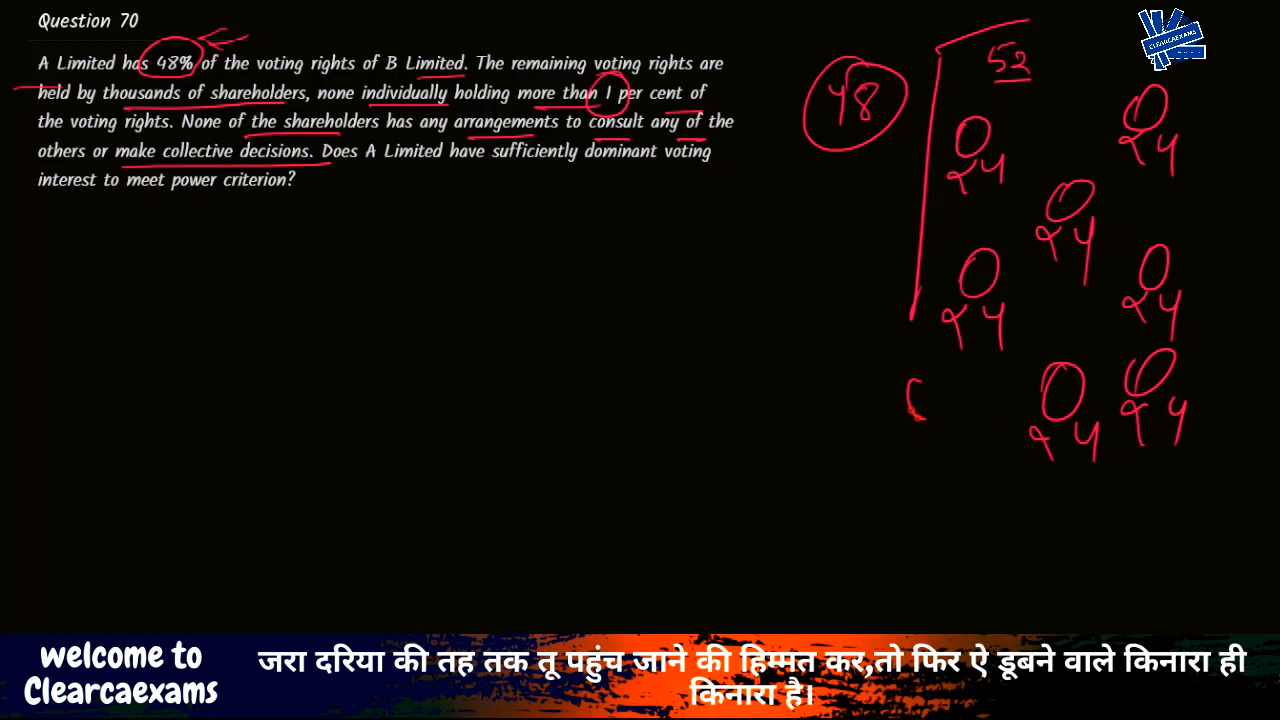 Question 70
A Limited has 48% of the voting rights of B Limited. The remaining voting rights are
held by thousands of shareholders, none individually holding more than 1 per cent of
the voting rights. None of the shareholders has any arrangements to consult any of the
others or make collective decisions. Does A Limited have sufficiently dominant voting
interest to meet power criterion?
48
52
CLEARCAEXAMS
welcome to
Clearcaexams
जरा दरिया की तह तक तू पहुंच जाने की हिम्मत कर,तो फिर ऐ डूबने वाले किनारा ही
किनारा है।